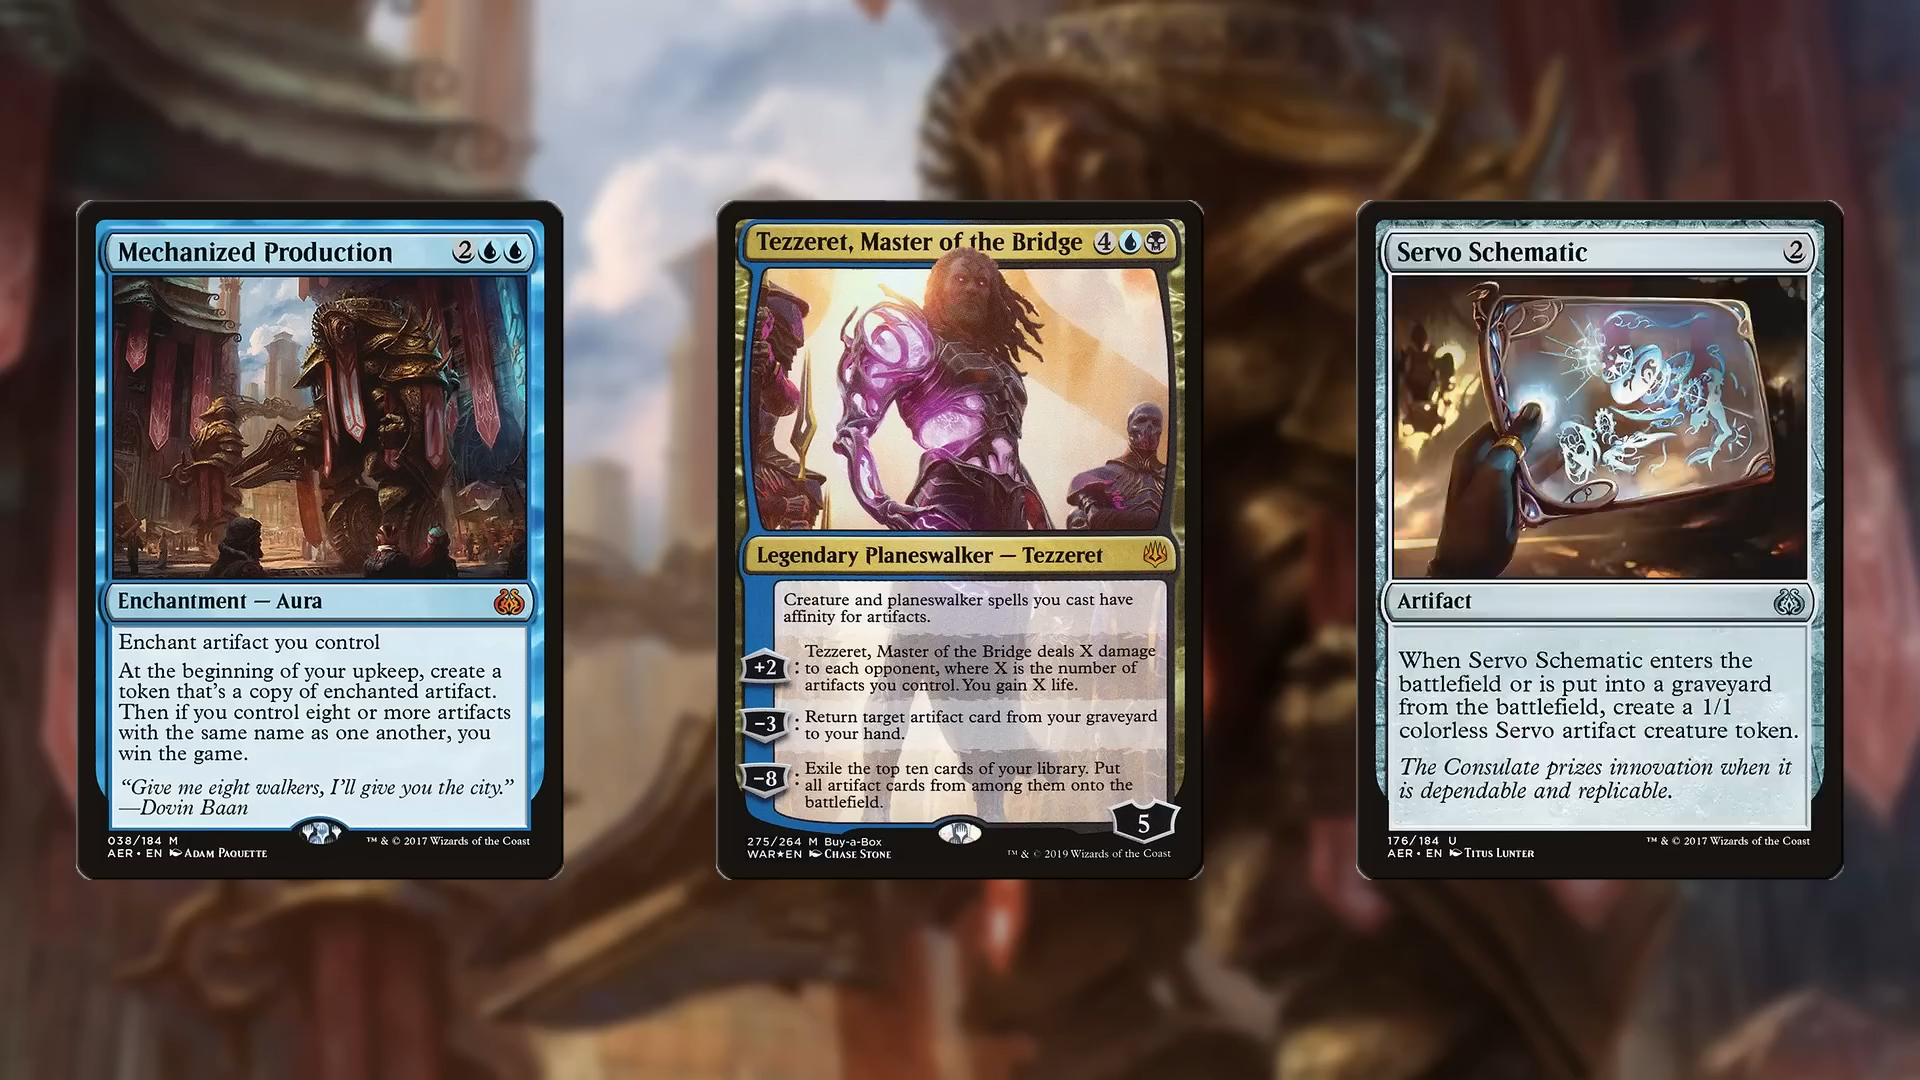 Mechanized Production 2
Enchantment — Aura
Enchant artifact you control
At the beginning of your upkeep, create a
token that's a copy of enchanted artifact.
Then if you control eight or more artifacts
with the same name as one another, you
win the game.
“Give me eight walkers, I'll give you the city.”
—Dovin Baan
038/184 M
AER • EN Adam Paquette
™ & © 2017 Wizards of the Coast
Tezzeret, Master of the Bridge 4
Legendary Planeswalker — Tezzeret
Creature and planeswalker spells you cast have
affinity for artifacts.
+2 : Tezzeret, Master of the Bridge deals X damage
to each opponent, where X is the number of
artifacts you control. You gain X life.
−3 : Return target artifact card from your graveyard
to your hand.
−8 : Exile the top ten cards of your library. Put
all artifact cards from among them onto the
battlefield.
5
275/264 M Buy-a-Box
WAR★EN Chase Stone
™ & © 2019 Wizards of the Coast
Servo Schematic 2
Artifact
When Servo Schematic enters the
battlefield or is put into a graveyard
from the battlefield, create a 1/1
colorless Servo artifact creature token.
The Consulate prizes innovation when it
is dependable and replicable.
176/184 U
AER • EN Titus Lunter
™ & © 2017 Wizards of the Coast